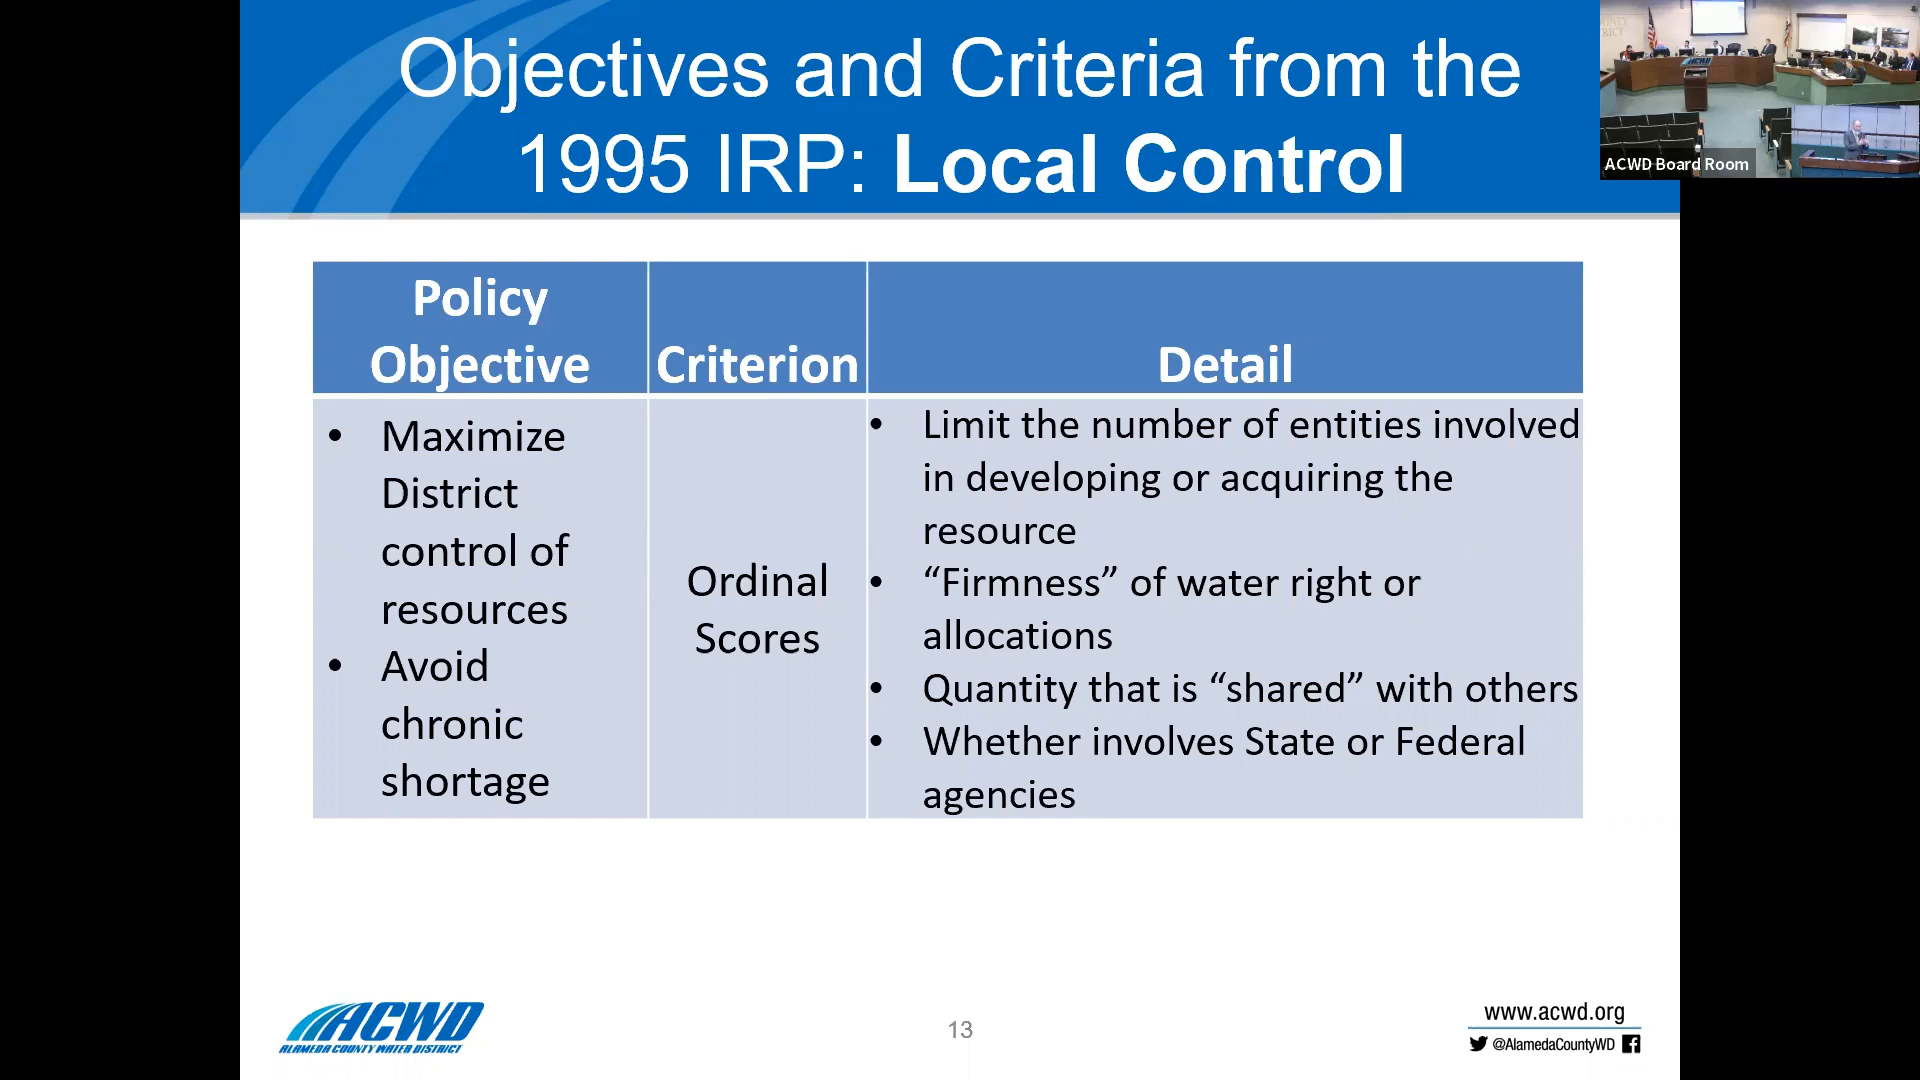 Objectives and Criteria from the
1995 IRP: Local Control
ACWD Board Room
Policy
Objective
Criterion
Detail
• Maximize
District
control of
resources
• Avoid
chronic
shortage
Ordinal
Scores
• Limit the number of entities involved
in developing or acquiring the
resource
• “Firmness” of water right or
allocations
• Quantity that is “shared” with others
• Whether involves State or Federal
agencies
ACWD
ALAMEDA COUNTY WATER DISTRICT
13
www.acwd.org
@AlamedaCountyWD